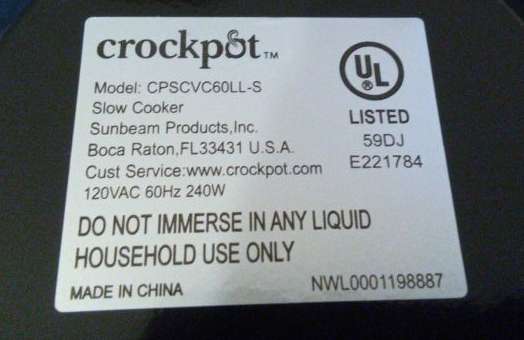 crockpot™
Model: CPSCVC60LL-S
Slow Cooker
Sunbeam Products,Inc.
Boca Raton,FL33431 U.S.A.
Cust Service:www.crockpot.com
120VAC 60Hz 240W
UL
®
LISTED
59DJ
E221784
DO NOT IMMERSE IN ANY LIQUID
HOUSEHOLD USE ONLY
MADE IN CHINA
NWL0001198887